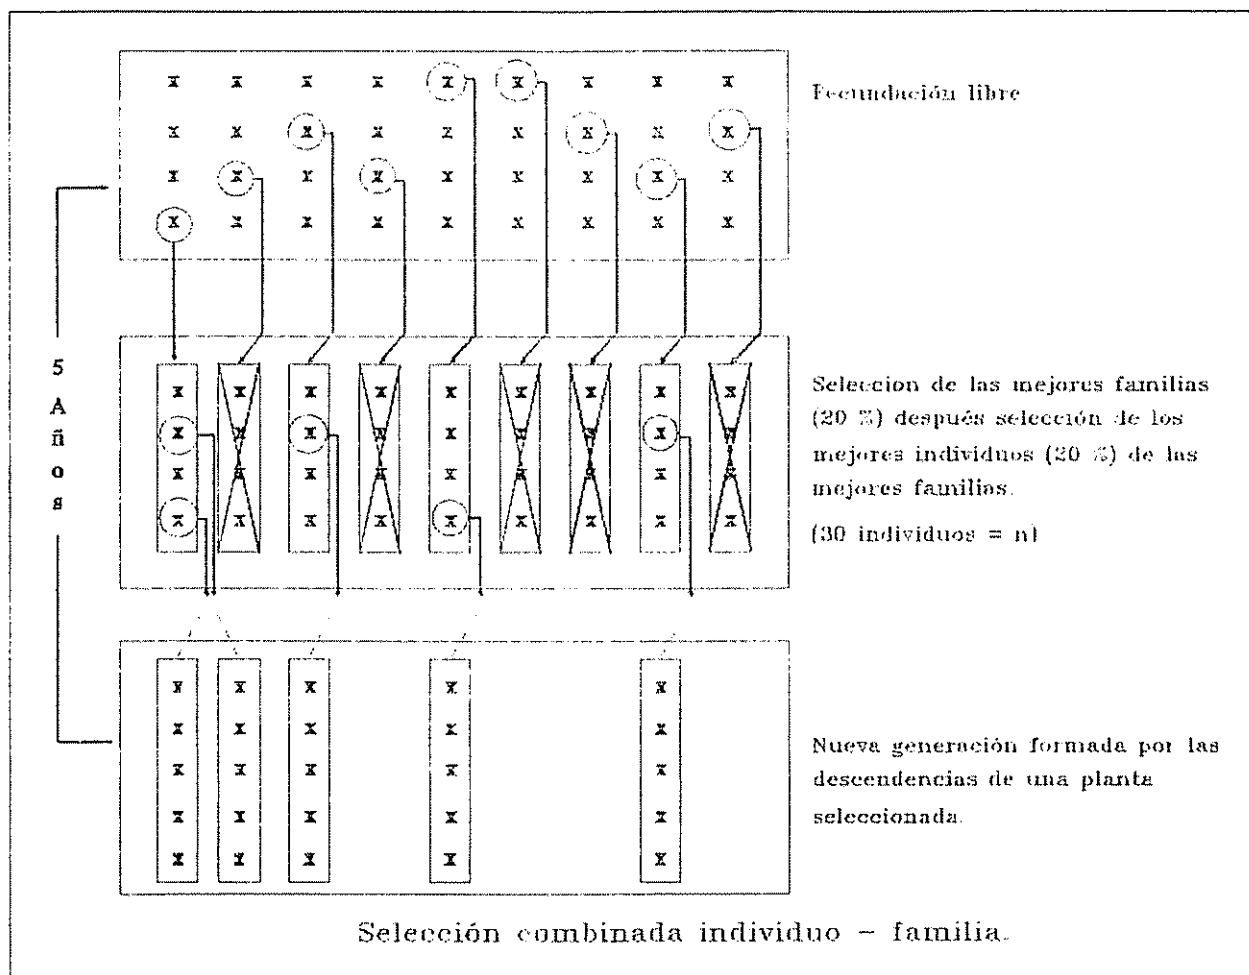 X X X X X X X X X
Fecundación libre
X X X X X X X X X
X X X X X X X X X
X X X X X X X X X
5
A
ñ
o
s
X X X X X X X X X
X X X X X X X X X
X X X X X X X X X
X X X X X X X X X
Seleccion de las mejores familias
(20 %) después selección de los
mejores individuos (20 %) de las
mejores familias.
(30 individuos = n)
X X X X X
X X X X X
X X X X X
X X X X X
X X X X X
Nueva generación formada por las
descendencias de una planta
seleccionada.
Selección combinada individuo - familia.